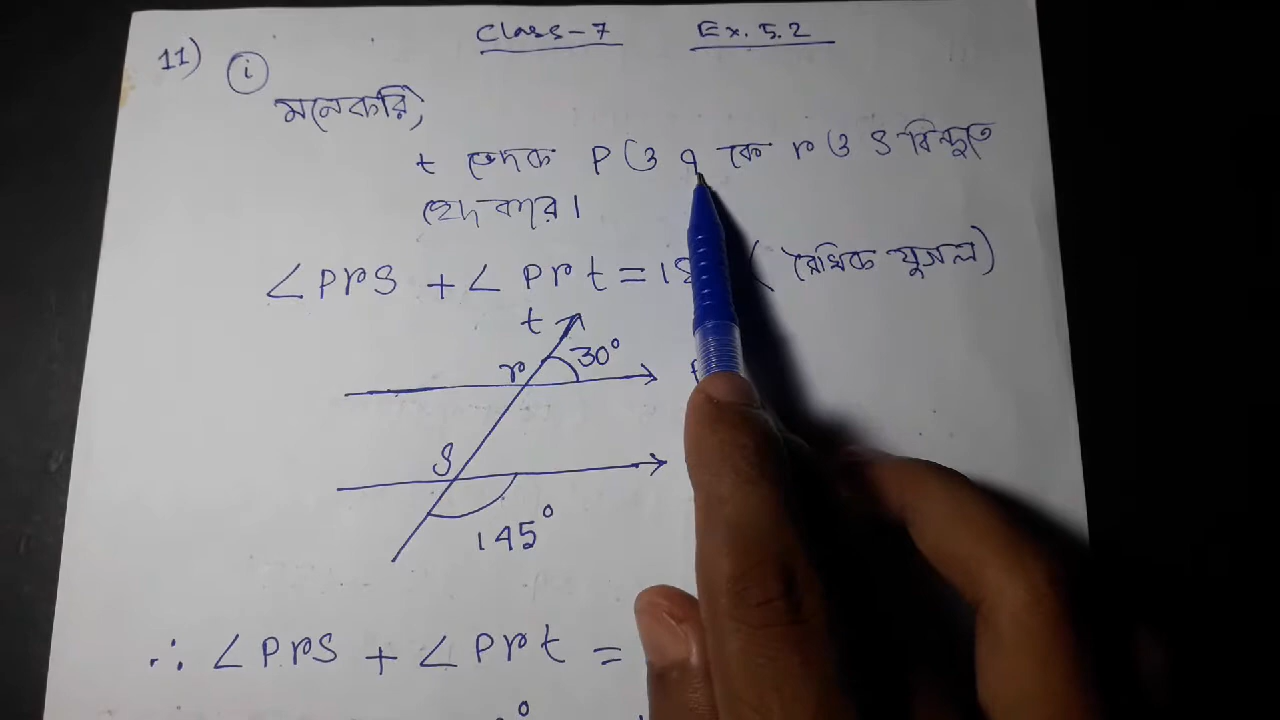 Class-7 Ex. 5.2
11) i
মনেকরি,
t ভেদক P ও q কে r ও S বিন্দুতে
ছেদ করে।
∠PrS + ∠Prt = 18 (রৈখিক যুগল)
t
r 30°
S
145°
∴ ∠PrS + ∠Prt =